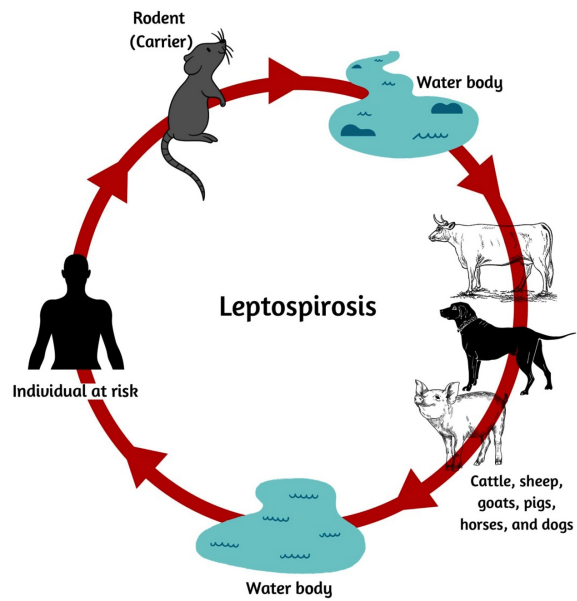 Rodent
(Carrier)
Water body
Leptospirosis
Individual at risk
Cattle, sheep,
goats, pigs,
horses, and dogs
Water body